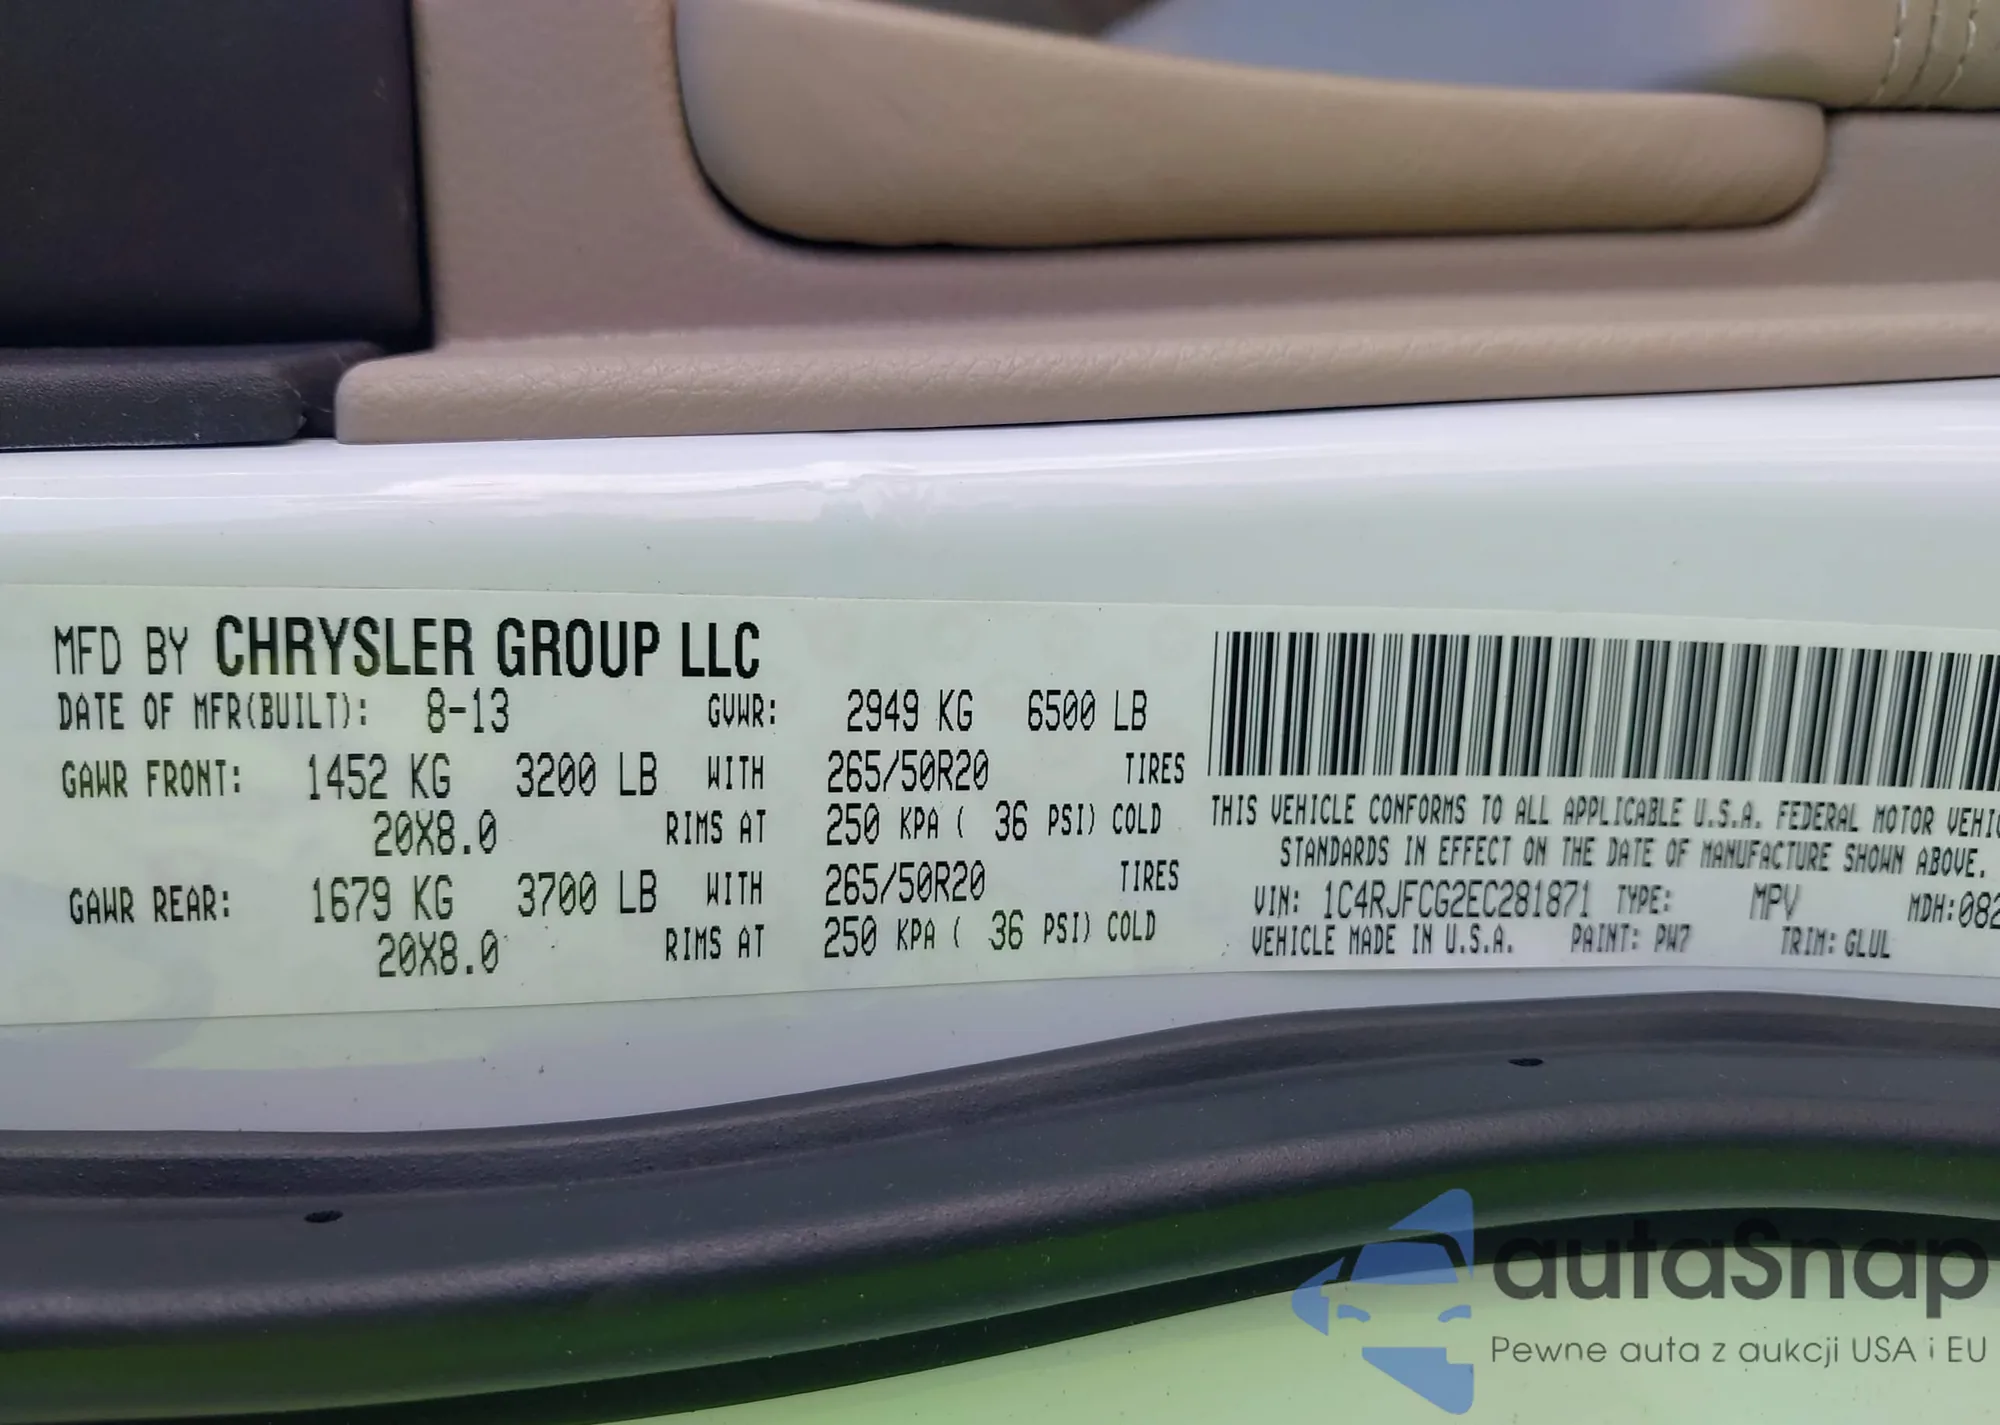 MFD BY CHRYSLER GROUP LLC
DATE OF MFR(BUILT): 8-13 GVWR: 2949 KG 6500 LB
GAWR FRONT: 1452 KG 3200 LB WITH 265/50R20 TIRES
20X8.0 RIMS AT 250 KPA ( 36 PSI) COLD
GAWR REAR: 1679 KG 3700 LB WITH 265/50R20 TIRES
20X8.0 RIMS AT 250 KPA ( 36 PSI) COLD
THIS VEHICLE CONFORMS TO ALL APPLICABLE U.S.A. FEDERAL MOTOR VEHIC
STANDARDS IN EFFECT ON THE DATE OF MANUFACTURE SHOWN ABOVE.
VIN: 1C4RJFCG2EC281871 TYPE: MPV MDH:082
VEHICLE MADE IN U.S.A. PAINT: PW7 TRIM: GLUL
autaSnap
Pewne auta z aukcji USA i EU